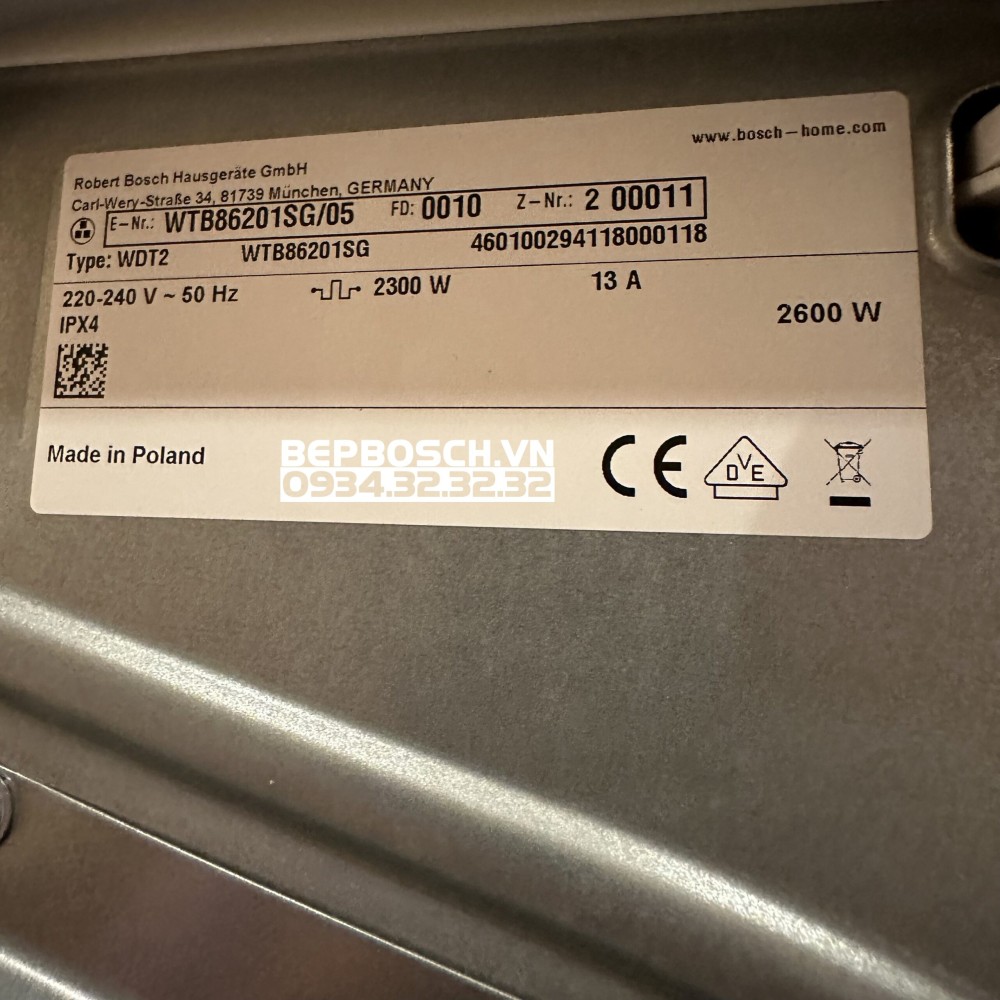 www.bosch-home.com
Robert Bosch Hausgeräte GmbH
Carl-Wery-Straße 34, 81739 München, GERMANY
E-Nr.: WTB86201SG/05 FD: 0010 Z-Nr.: 2 00011
Type: WDT2 WTB86201SG 460100294118000118
220-240 V ~ 50 Hz 2300 W 13 A
IPX4 2600 W
Made in Poland
BEPBOSCH.VN
0934.32.32.32
CE
DVE